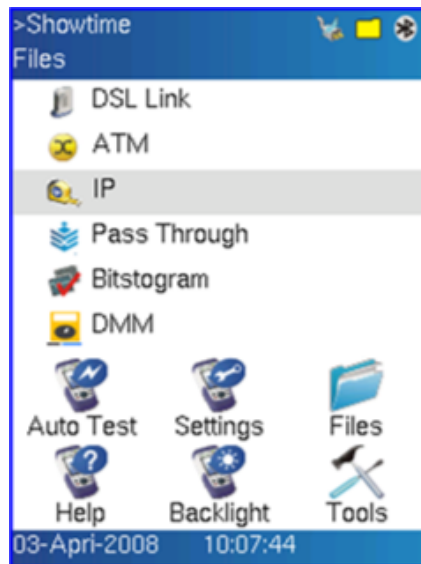 >Showtime
Files
DSL Link
ATM
IP
Pass Through
Bitstogram
DMM
Auto Test Settings Files
Help Backlight Tools
03-Apri-2008 10:07:44